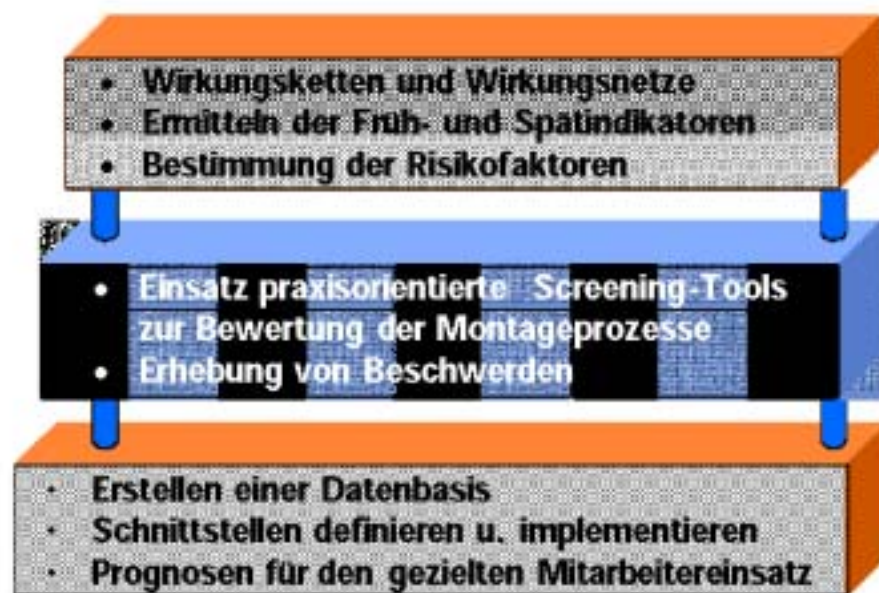 • Wirkungsketten und Wirkungsnetze
• Ermitteln der Früh- und Spätindikatoren
• Bestimmung der Risikofaktoren
• Einsatz praxisorientierte Screening-Tools
zur Bewertung der Montageprozesse
• Erhebung von Beschwerden
· Erstellen einer Datenbasis
· Schnittstellen definieren u. implementieren
· Prognosen für den gezielten Mitarbeitereinsatz